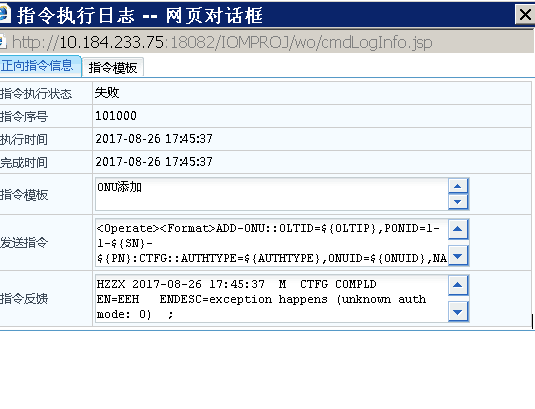 指令执行日志 -- 网页对话框
http://10.184.233.75:18082/IOMPROJ/wo/cmdLogInfo.jsp
正向指令信息 指令模板
指令执行状态 失败
指令序号 101000
执行时间 2017-08-26 17:45:37
完成时间 2017-08-26 17:45:37
指令模板 ONU添加
发送指令
<Operate><Format>ADD-ONU::OLTID=${OLTIP},PONID=1-
1-${SN}-
${PN}:CTFG::AUTHTYPE=${AUTHTYPE},ONUID=${ONUID},NA
指令反馈
HZZX 2017-08-26 17:45:37 M CTFG COMPLD
EN=EEH ENDESC=exception happens (unknown auth
mode: 0) ;